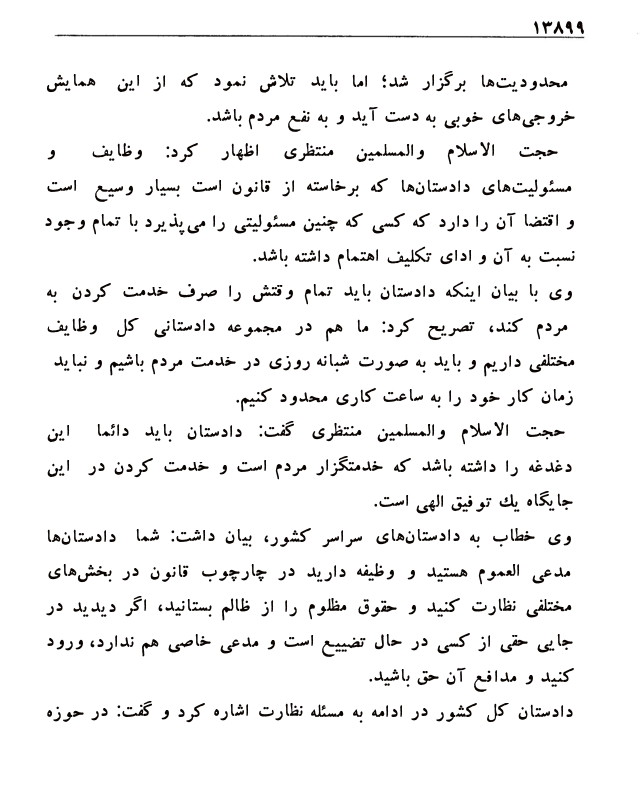 ۱۳۸۹۹
محدودیت‌ها برگزار شد؛ اما باید تلاش نمود که از این همایش
خروجی‌های خوبی به دست آید و به نفع مردم باشد.
حجت الاسلام والمسلمین منتظری اظهار کرد: وظایف و
مسئولیت‌های دادستان‌ها که برخاسته از قانون است بسیار وسیع است
و اقتضا آن را دارد که کسی که چنین مسئولیتی را می‌پذیرد با تمام وجود
نسبت به آن و ادای تکلیف اهتمام داشته باشد.
وی با بیان اینکه دادستان باید تمام وقتش را صرف خدمت کردن به
مردم کند، تصریح کرد: ما هم در مجموعه دادستانی کل وظایف
مختلفی داریم و باید به صورت شبانه روزی در خدمت مردم باشیم و نباید
زمان کار خود را به ساعت کاری محدود کنیم.
حجت الاسلام والمسلمین منتظری گفت: دادستان باید دائما این
دغدغه را داشته باشد که خدمتگزار مردم است و خدمت کردن در این
جایگاه یك توفیق الهی است.
وی خطاب به دادستان‌های سراسر کشور، بیان داشت: شما دادستان‌ها
مدعی العموم هستید و وظیفه دارید در چارچوب قانون در بخش‌های
مختلفی نظارت کنید و حقوق مظلوم را از ظالم بستانید، اگر دیدید در
جایی حقی از کسی در حال تضییع است و مدعی خاصی هم ندارد، ورود
کنید و مدافع آن حق باشید.
دادستان کل کشور در ادامه به مسئله نظارت اشاره کرد و گفت: در حوزه